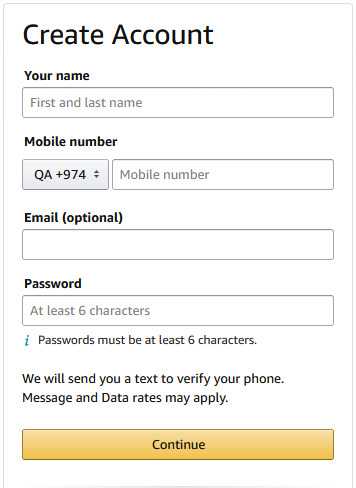 Create Account
Your name
First and last name
Mobile number
QA +974 Mobile number
Email (optional)
Password
At least 6 characters
i Passwords must be at least 6 characters.
We will send you a text to verify your phone.
Message and Data rates may apply.
Continue